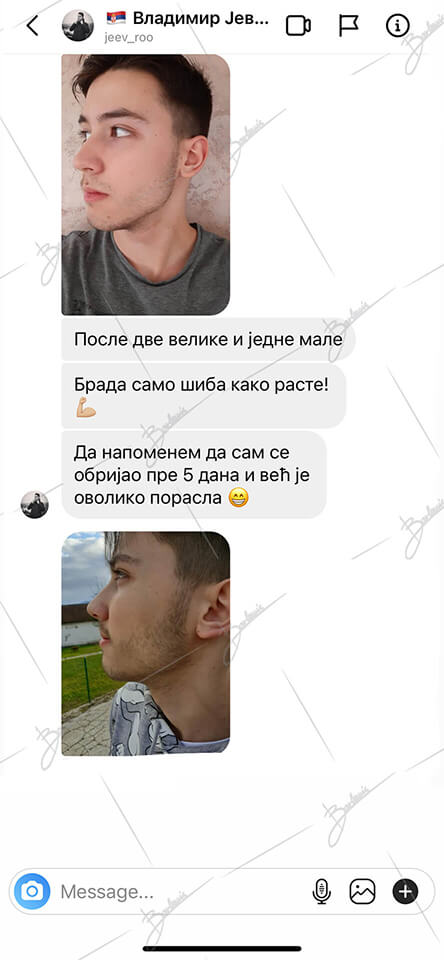 🇷🇸 Владимир Јев...
jeev_roo
После две велике и једне мале
Брада само шиба како расте!
💪🏼
Да напоменем да сам се
обријао пре 5 дана и већ је
оволико порасла 😁
Message...